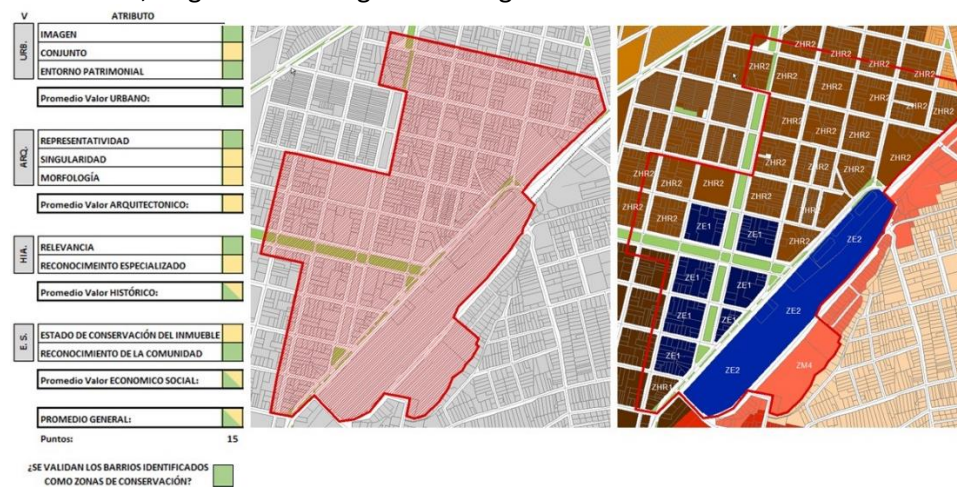 V ATRIBUTO
URB.
IMAGEN
CONJUNTO
ENTORNO PATRIMONIAL
Promedio Valor URBANO:
ARQ.
REPRESENTATIVIDAD
SINGULARIDAD
MORFOLOGÍA
Promedio Valor ARQUITECTONICO:
HIA.
RELEVANCIA
RECONOCIMEINTO ESPECIALIZADO
Promedio Valor HISTÓRICO:
E. S.
ESTADO DE CONSERVACIÓN DEL INMUEBLE
RECONOCIMIENTO DE LA COMUNIDAD
Promedio Valor ECONOMICO SOCIAL:
PROMEDIO GENERAL:
Puntos: 15
¿SE VALIDAN LOS BARRIOS IDENTIFICADOS
COMO ZONAS DE CONSERVACIÓN?
ZHR2
ZHR2 ZHR2
ZHR2 ZHR2 ZHR2
ZHR2 ZHR2
ZHR2
ZHR2 ZHR2
ZHR2 ZHR2 ZHR2
ZHR2
ZHR2
ZE1 ZE1
ZHR2
ZE2
ZE1 ZE1
ZE1 ZE1
ZE2
ZE1
ZE2
ZM4
ZHR1